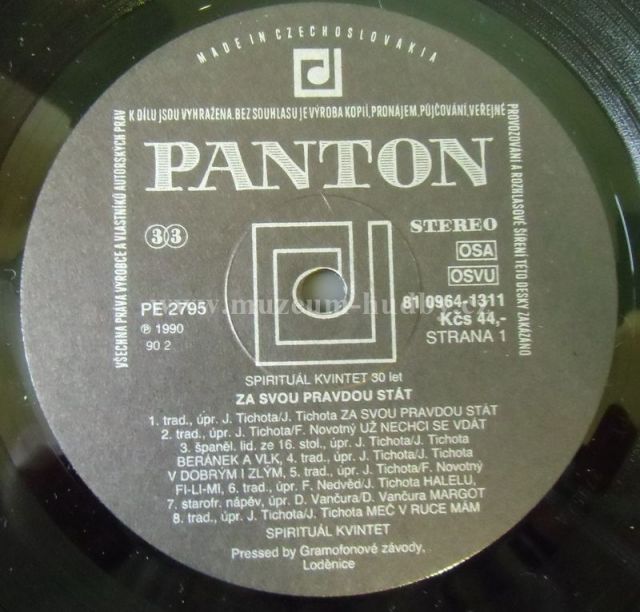 MADE IN CZECHOSLOVAKIA
VŠECHNA PRÁVA VÝROBCE A VLASTNÍKŮ AUTORSKÝCH PRÁV
K DÍLU JSOU VYHRAŽENA. BEZ SOUHLASU JE VÝROBA KOPIÍ, PRONÁJEM, PŮJČOVÁNÍ, VEŘEJNÉ
PROVOZOVÁNÍ A ROZHLASOVÉ ŠÍŘENÍ TÉTO DESKY ZAKÁZÁNO
PANTON
33
STEREO
OSA
OSVU
PE 2795
81 0964-1311
℗ 1990
Kčs 44,-
90 2
STRANA 1
www.muzeum-hudby.cz
SPIRITUÁL KVINTET 30 let
ZA SVOU PRAVDOU STÁT
1. trad., úpr. J. Tichota/J. Tichota ZA SVOU PRAVDOU STÁT
2. trad., úpr. J. Tichota/F. Novotný UŽ NECHCI SE VDÁT
3. španěl. lid. ze 16. stol., úpr. J. Tichota/J. Tichota
BERÁNEK A VLK, 4. trad., úpr. J. Tichota/J. Tichota
V DOBRÝM I ZLÝM, 5. trad., úpr. J. Tichota/F. Novotný
FI-LI-MI, 6. trad., úpr. F. Nedvěd/J. Tichota HALELU,
7. starofr. nápěv, úpr. D. Vančura/D. Vančura MARGOT
8. trad., úpr. J. Tichota/J. Tichota MEČ V RUCE MÁM
SPIRITUÁL KVINTET
Pressed by Gramofonové závody,
Loděnice